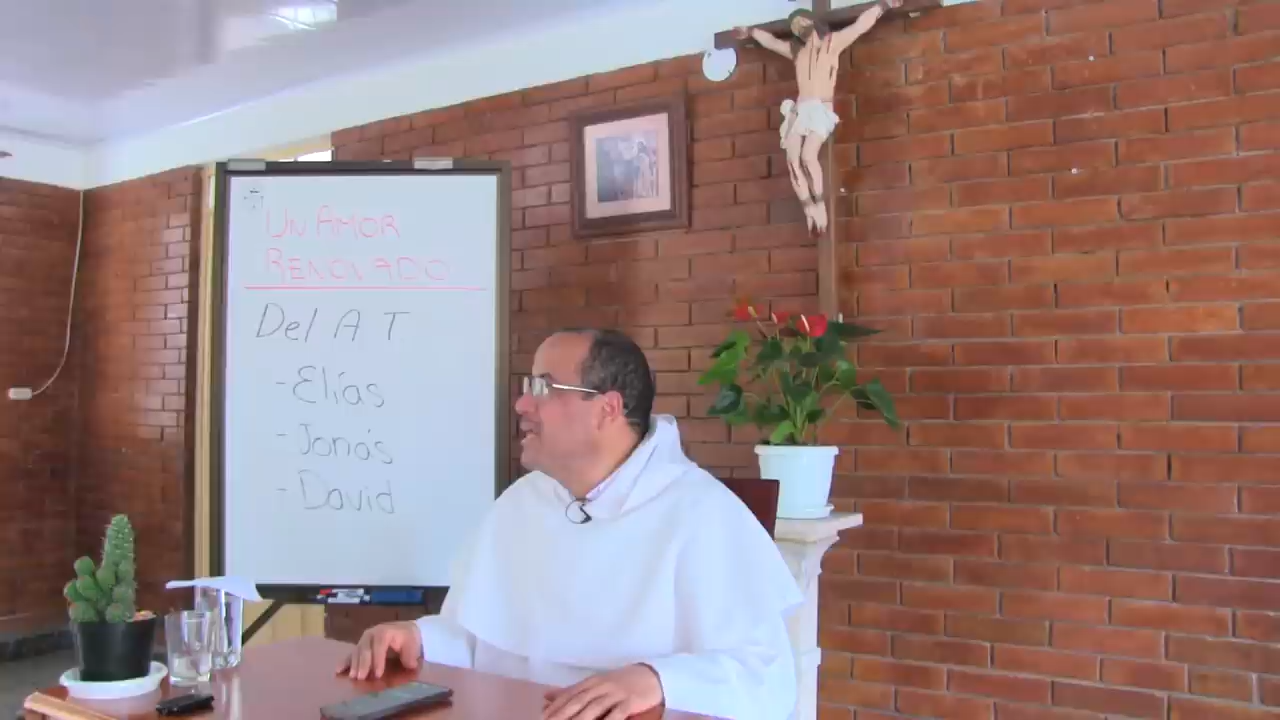 UN AMOR
RENOVADO
Del A T.
- Elías
- Jonás
- David